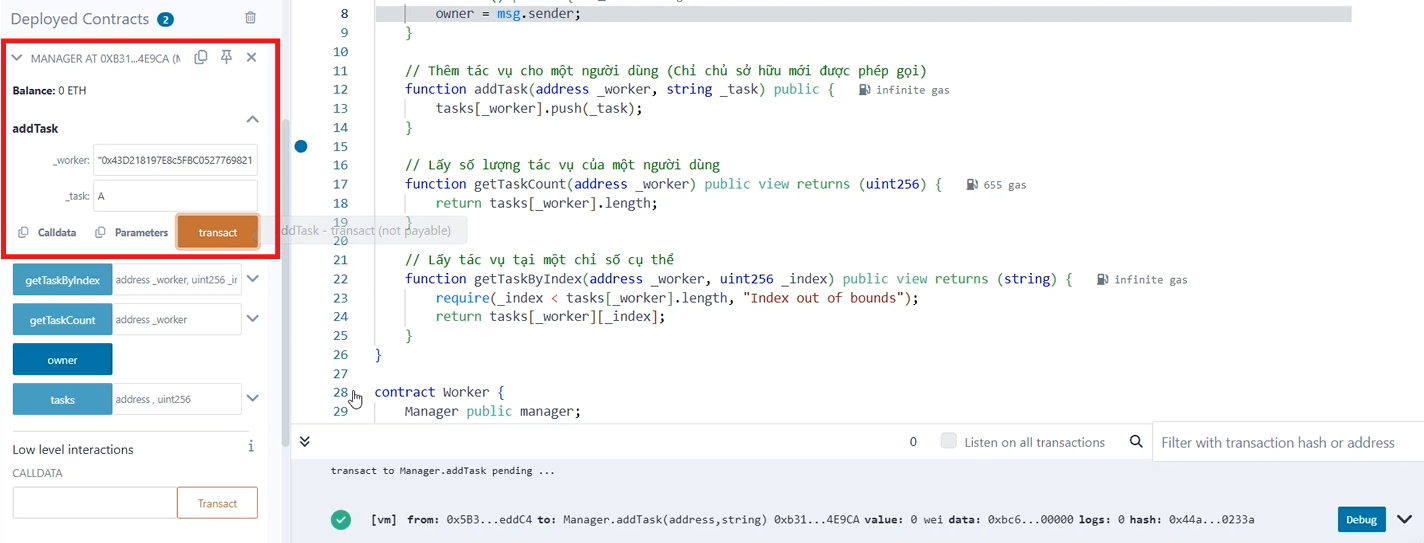 Deployed Contracts 2
MANAGER AT 0XB31...4E9CA (M
Balance: 0 ETH
addTask
_worker: "0x43D218197E8c5FBC0527769821
_task: A
Calldata Parameters transact
addTask - transact (not payable)
getTaskByIndex address _worker, uint256 _ir
getTaskCount address _worker
owner
tasks address , uint256
Low level interactions i
CALLDATA
Transact
8 owner = msg.sender;
9 }
10
11 // Thêm tác vụ cho một người dùng (Chỉ chủ sở hữu mới được phép gọi)
12 function addTask(address _worker, string _task) public { infinite gas
13 tasks[_worker].push(_task);
14 }
15
16 // Lấy số lượng tác vụ của một người dùng
17 function getTaskCount(address _worker) public view returns (uint256) { 655 gas
18 return tasks[_worker].length;
19 }
20
21 // Lấy tác vụ tại một chỉ số cụ thể
22 function getTaskByIndex(address _worker, uint256 _index) public view returns (string) { infinite gas
23 require(_index < tasks[_worker].length, "Index out of bounds");
24 return tasks[_worker][_index];
25 }
26 }
27
28 contract Worker {
29 Manager public manager;
0 Listen on all transactions Filter with transaction hash or address
transact to Manager.addTask pending ...
[vm] from: 0x5B3...eddC4 to: Manager.addTask(address,string) 0xb31...4E9CA value: 0 wei data: 0xbc6...00000 logs: 0 hash: 0x44a...0233a Debug